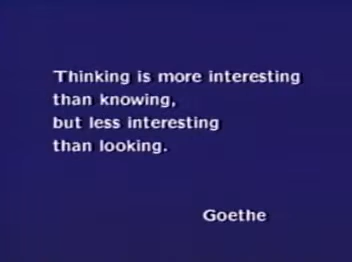 Thinking is more interesting
than knowing,
but less interesting
than looking.
Goethe